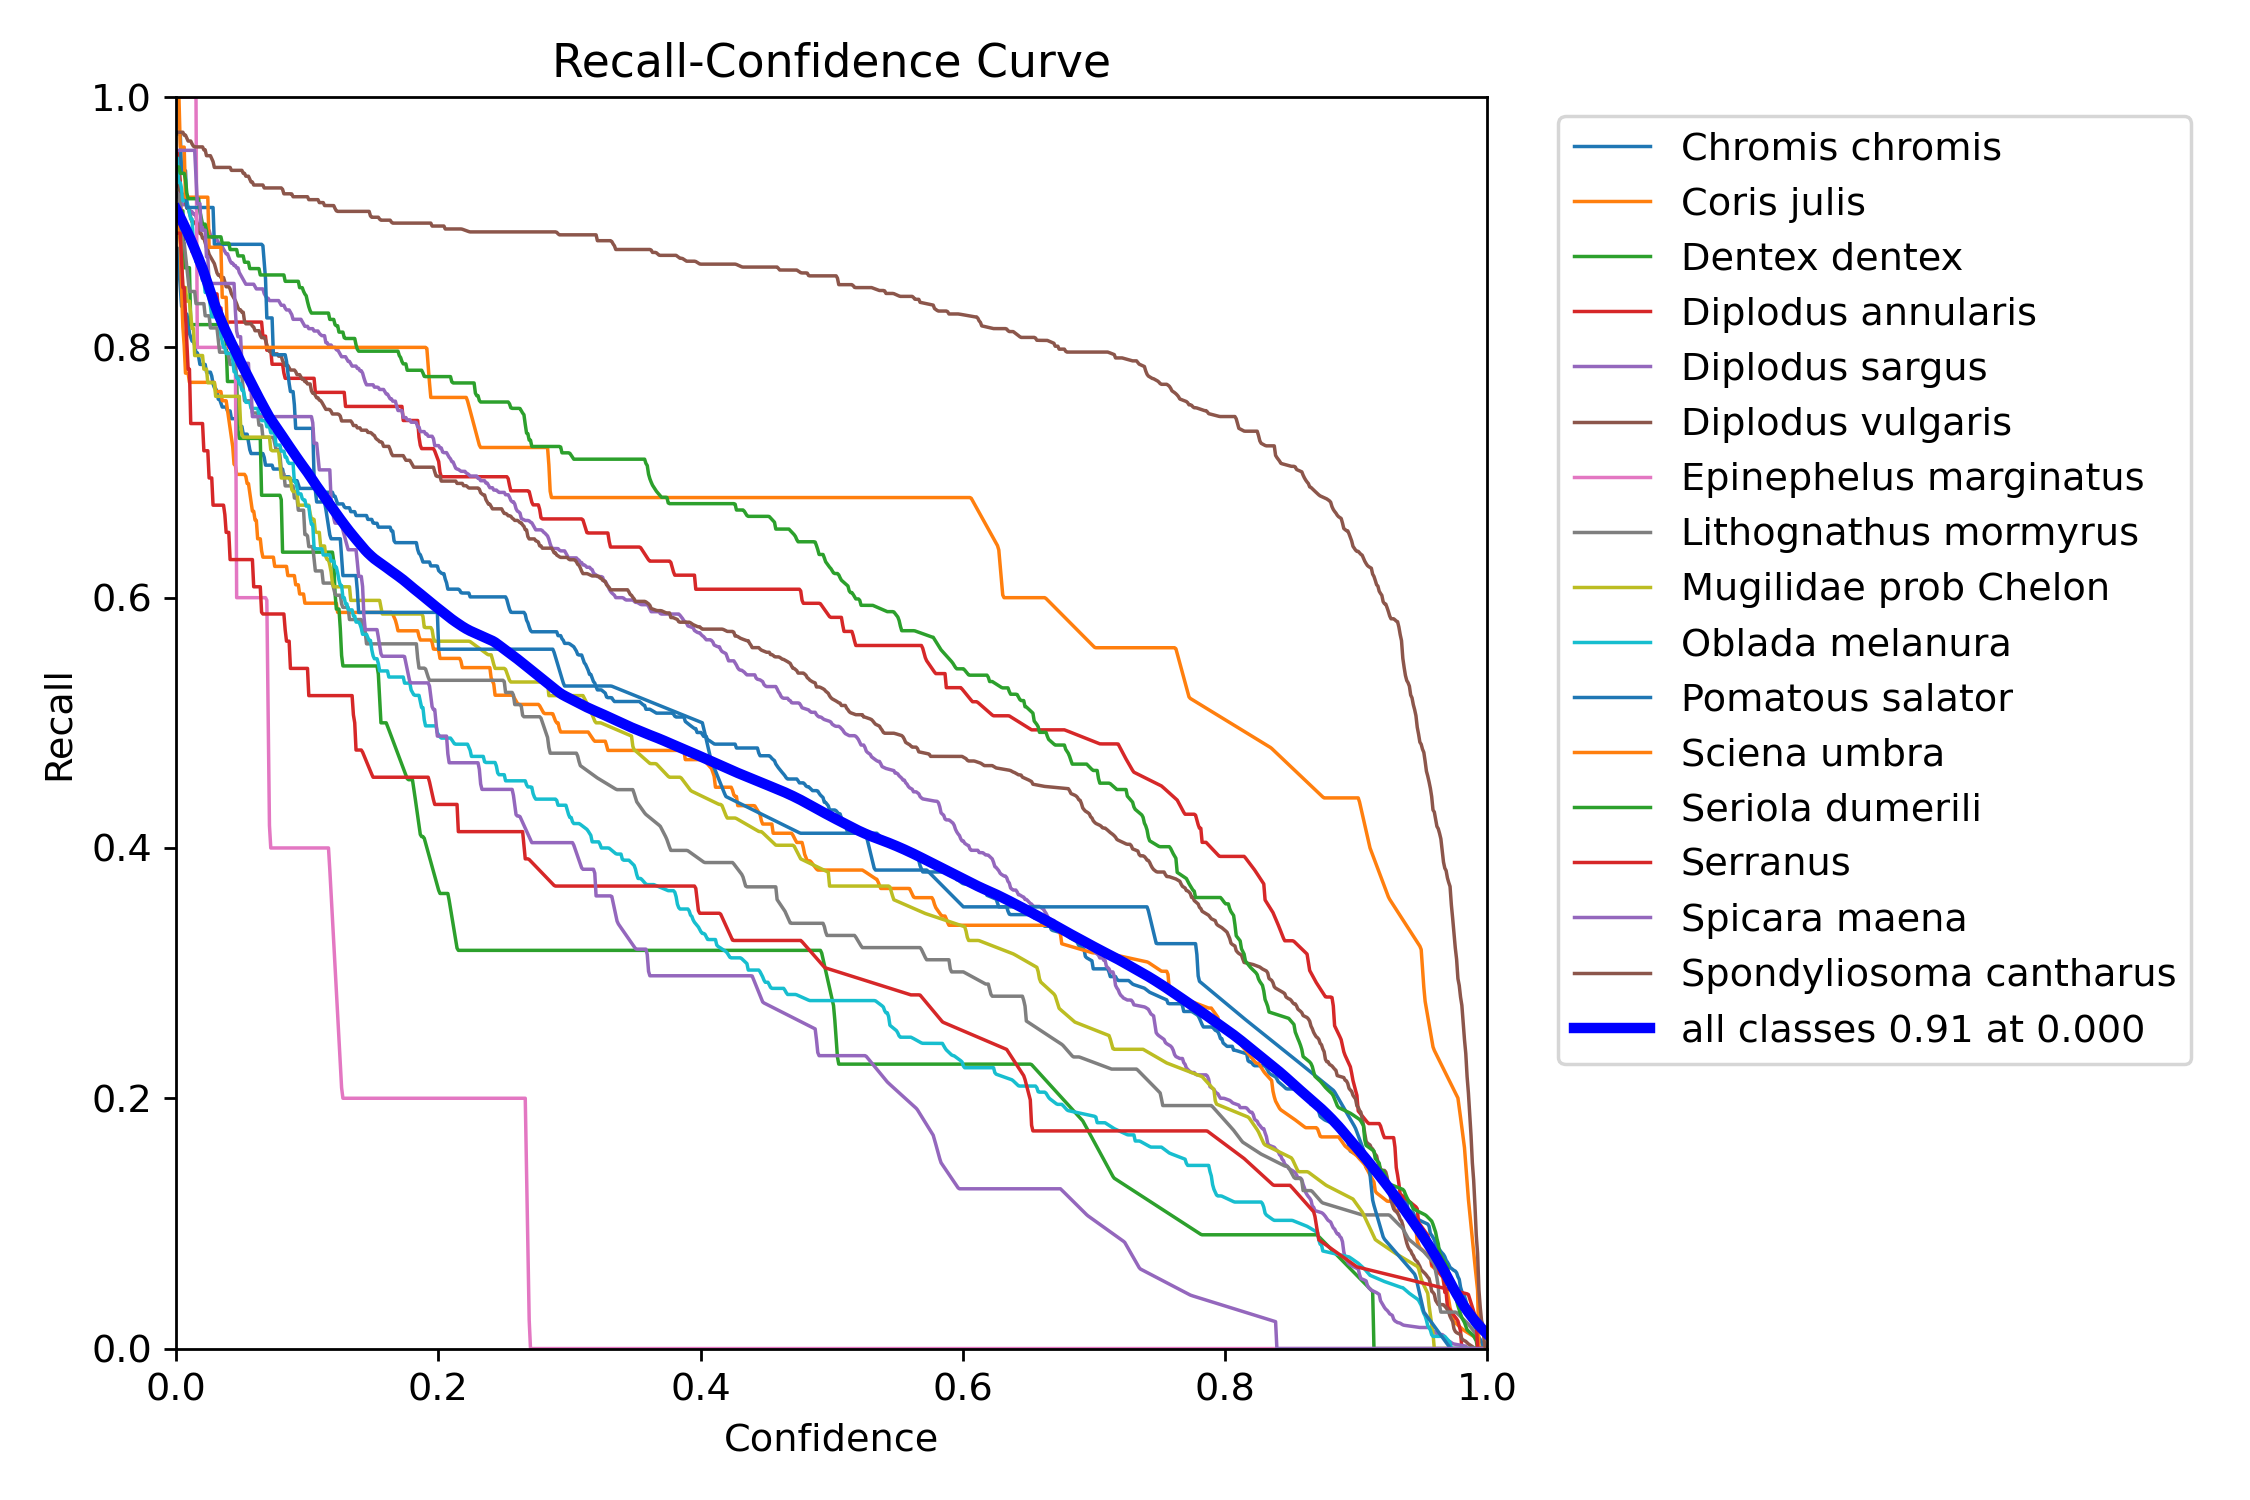 Recall-Confidence Curve
1.0
0.8
0.6
0.4
0.2
0.0
Recall
0.0 0.2 0.4 0.6 0.8 1.0
Confidence
Chromis chromis
Coris julis
Dentex dentex
Diplodus annularis
Diplodus sargus
Diplodus vulgaris
Epinephelus marginatus
Lithognathus mormyrus
Mugilidae prob Chelon
Oblada melanura
Pomatous salator
Sciena umbra
Seriola dumerili
Serranus
Spicara maena
Spondyliosoma cantharus
all classes 0.91 at 0.000